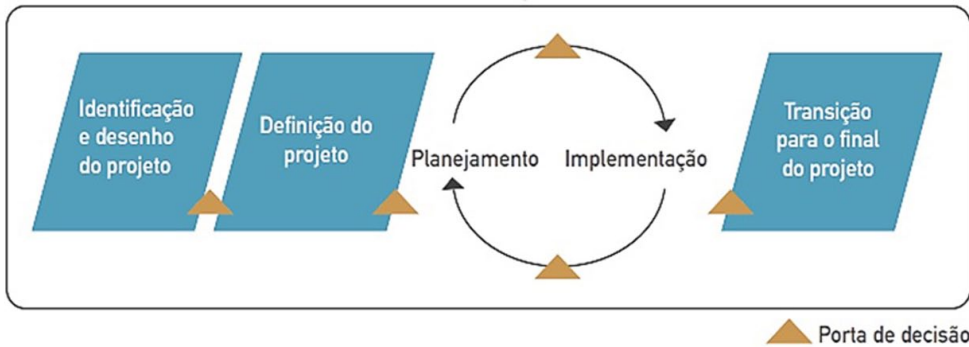 Identificação
e desenho
do projeto
Definição do
projeto
Planejamento
Implementação
Transição
para o final
do projeto
Porta de decisão